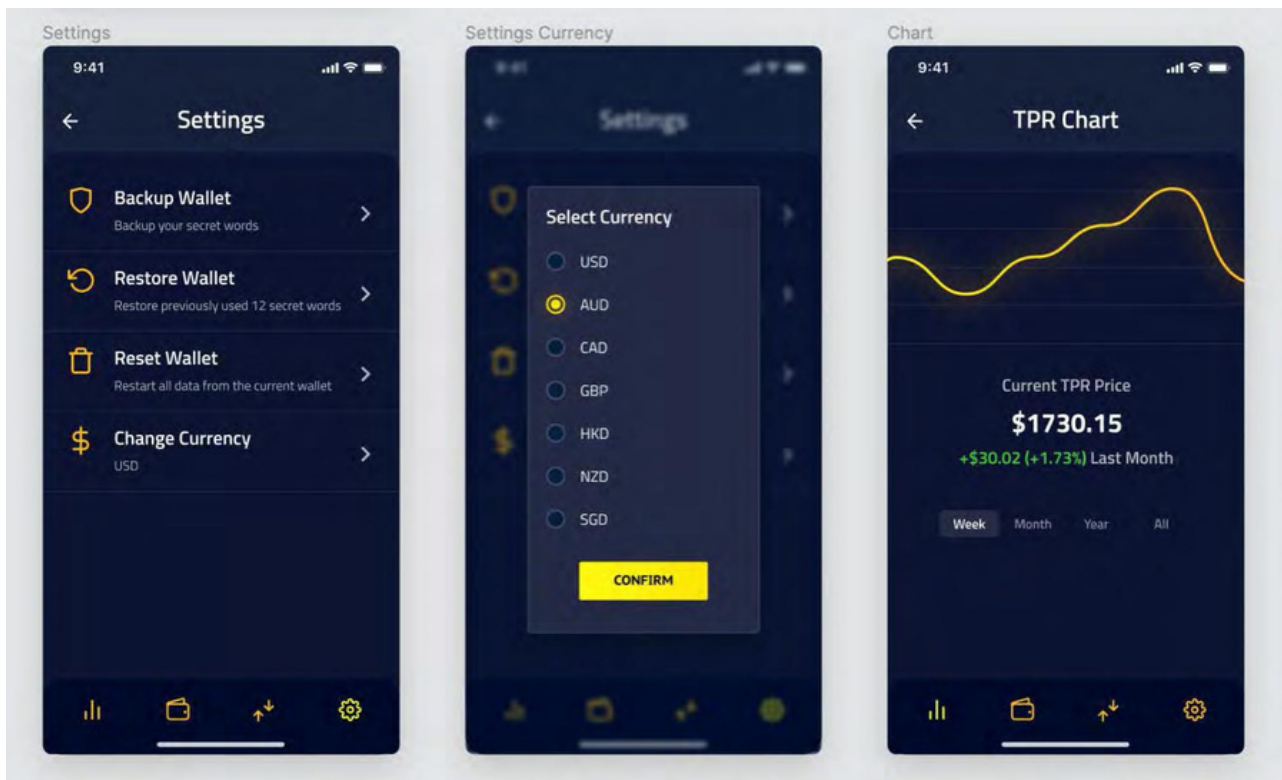 Settings
9:41
Settings
Backup Wallet
Backup your secret words
Restore Wallet
Restore previously used 12 secret words
Reset Wallet
Restart all data from the current wallet
Change Currency
USD
Settings Currency
9:41
Settings
Select Currency
USD
AUD
CAD
GBP
HKD
NZD
SGD
CONFIRM
Chart
9:41
TPR Chart
Current TPR Price
$1730.15
+$30.02 (+1.73%) Last Month
Week Month Year All